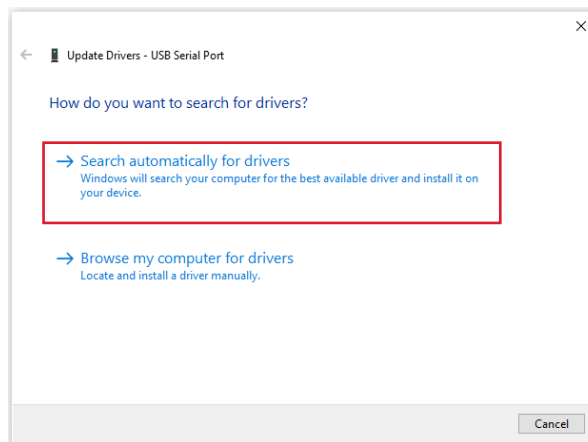 Update Drivers - USB Serial Port
How do you want to search for drivers?
Search automatically for drivers
Windows will search your computer for the best available driver and install it on
your device.
Browse my computer for drivers
Locate and install a driver manually.
Cancel